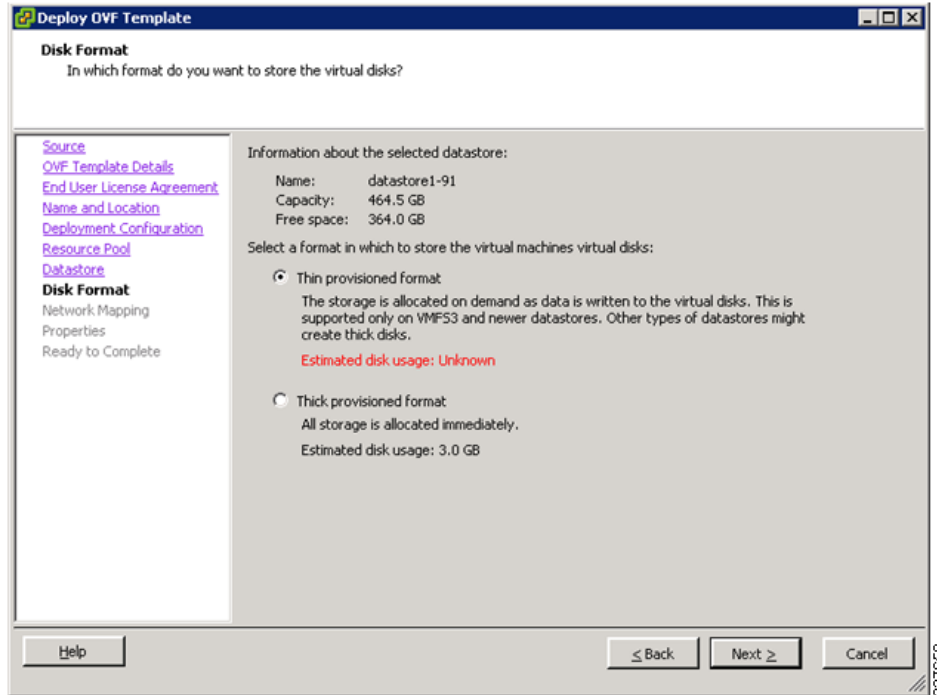 Deploy OVF Template
Disk Format
In which format do you want to store the virtual disks?
Source
OVF Template Details
End User License Agreement
Name and Location
Deployment Configuration
Resource Pool
Datastore
Disk Format
Network Mapping
Properties
Ready to Complete
Information about the selected datastore:
Name: datastore1-91
Capacity: 464.5 GB
Free space: 364.0 GB
Select a format in which to store the virtual machines virtual disks:
Thin provisioned format
The storage is allocated on demand as data is written to the virtual disks. This is
supported only on VMFS3 and newer datastores. Other types of datastores might
create thick disks.
Estimated disk usage: Unknown
Thick provisioned format
All storage is allocated immediately.
Estimated disk usage: 3.0 GB
Help
≤ Back
Next ≥
Cancel